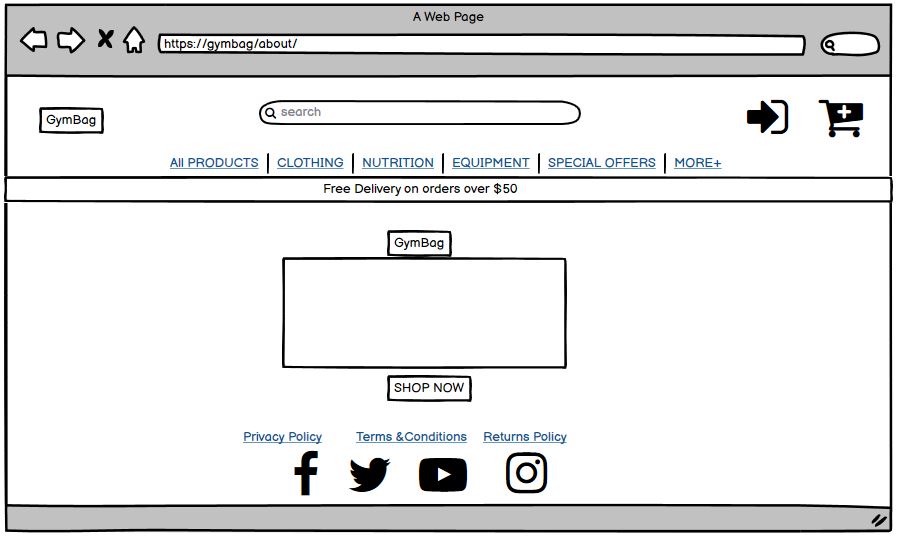 A Web Page
https://gymbag/about/
GymBag
search
All PRODUCTS CLOTHING NUTRITION EQUIPMENT SPECIAL OFFERS MORE+
Free Delivery on orders over $50
GymBag
SHOP NOW
Privacy Policy Terms &Conditions Returns Policy